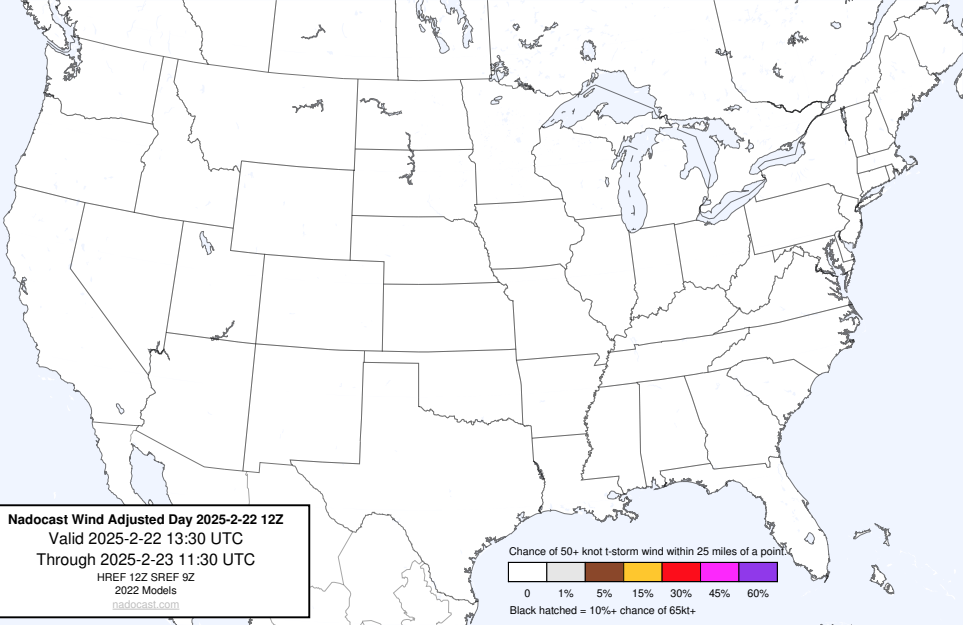 Nadocast Wind Adjusted Day 2025-2-22 12Z
Valid 2025-2-22 13:30 UTC
Through 2025-2-23 11:30 UTC
HREF 12Z SREF 9Z
2022 Models
nadocast.com
Chance of 50+ knot t-storm wind within 25 miles of a point.
0 1% 5% 15% 30% 45% 60%
Black hatched = 10%+ chance of 65kt+